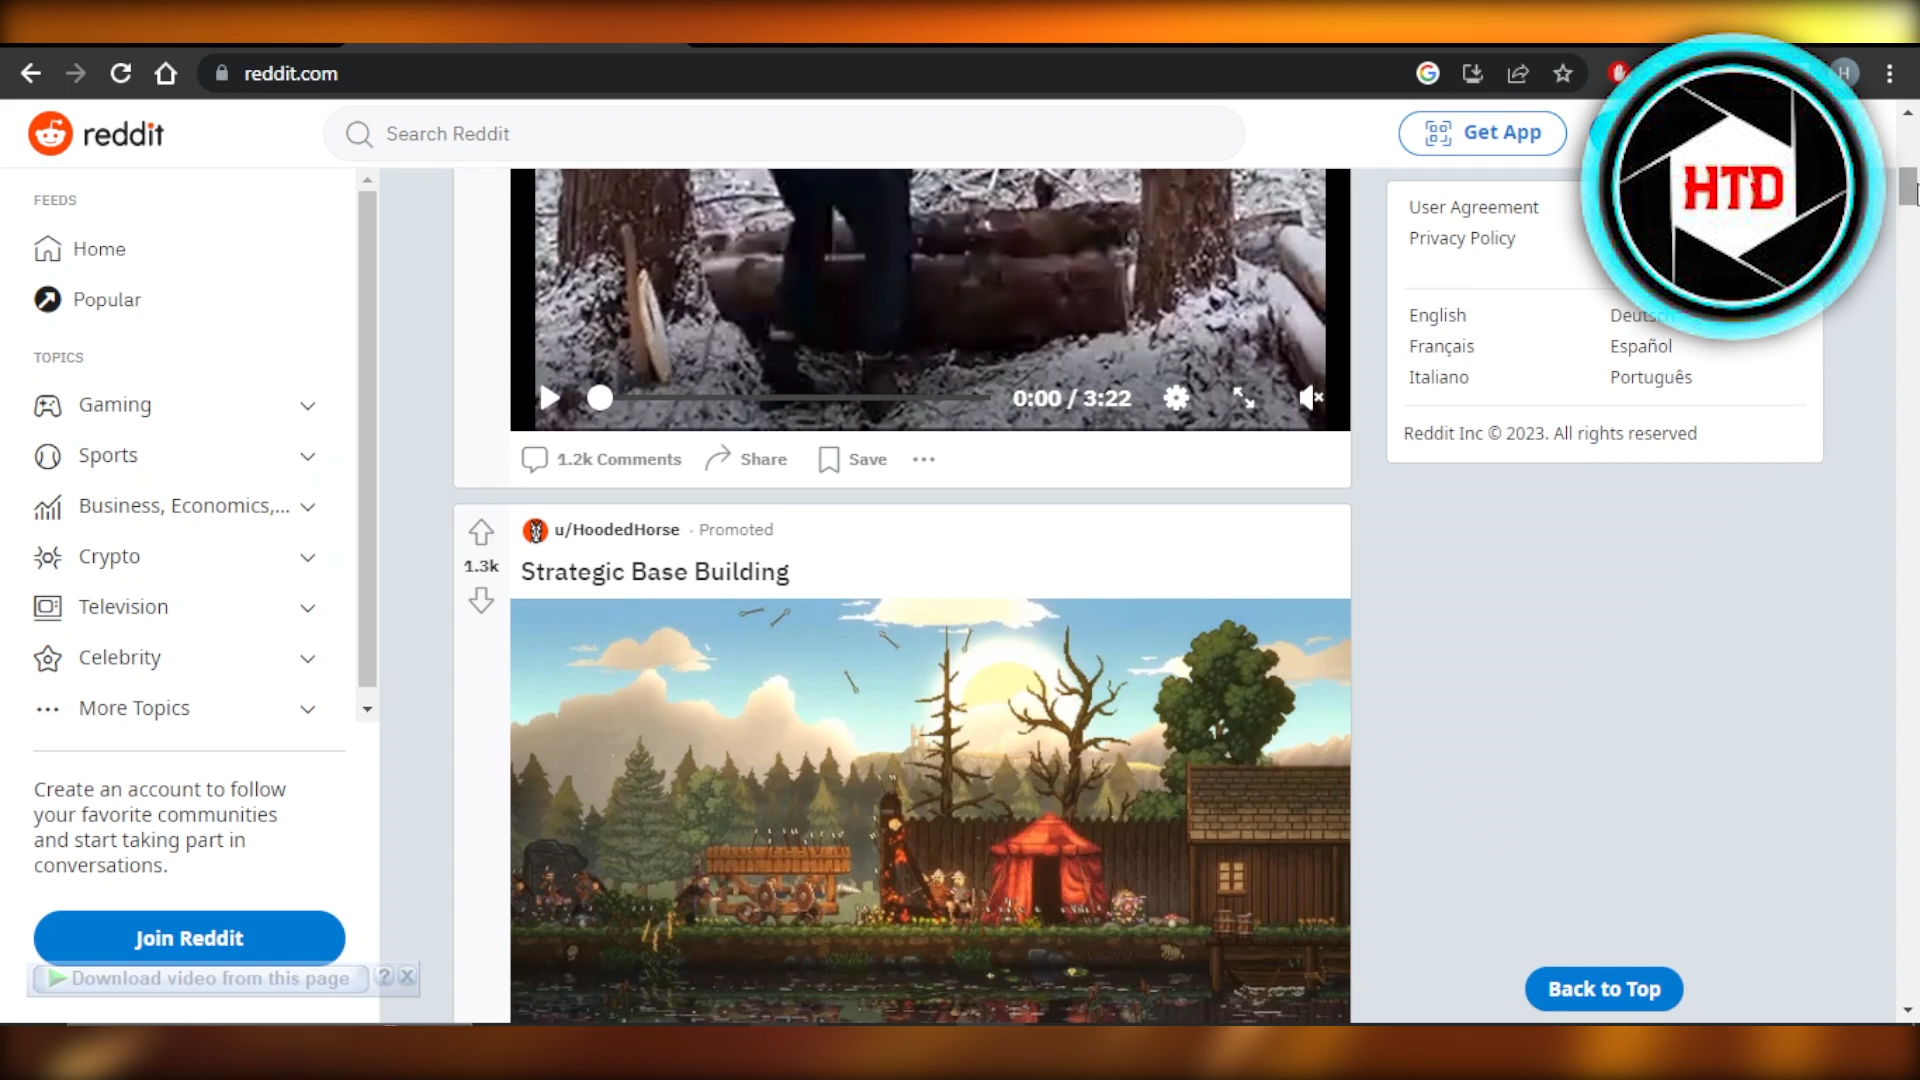 reddit.com
H
reddit
Search Reddit
Get App
HTD
FEEDS
Home
Popular
TOPICS
Gaming
Sports
Business, Economics,...
Crypto
Television
Celebrity
More Topics
Create an account to follow
your favorite communities
and start taking part in
conversations.
Join Reddit
Download video from this page
?
0:00 / 3:22
1.2k Comments
Share
Save
u/HoodedHorse · Promoted
1.3k
Strategic Base Building
User Agreement
Privacy Policy
English
Deutsch
Français
Español
Italiano
Português
Reddit Inc © 2023. All rights reserved
Back to Top